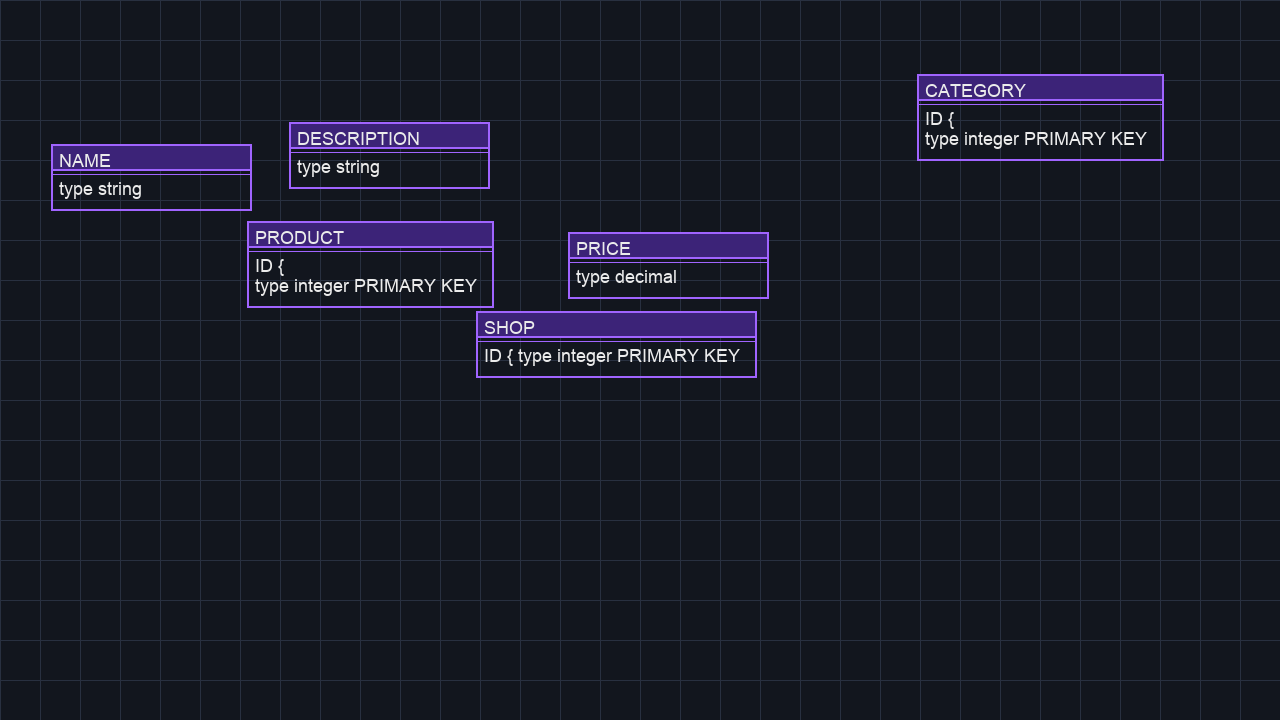 CATEGORY
ID {
type integer PRIMARY KEY
DESCRIPTION
type string
NAME
type string
PRODUCT
ID {
type integer PRIMARY KEY
PRICE
type decimal
SHOP
ID { type integer PRIMARY KEY